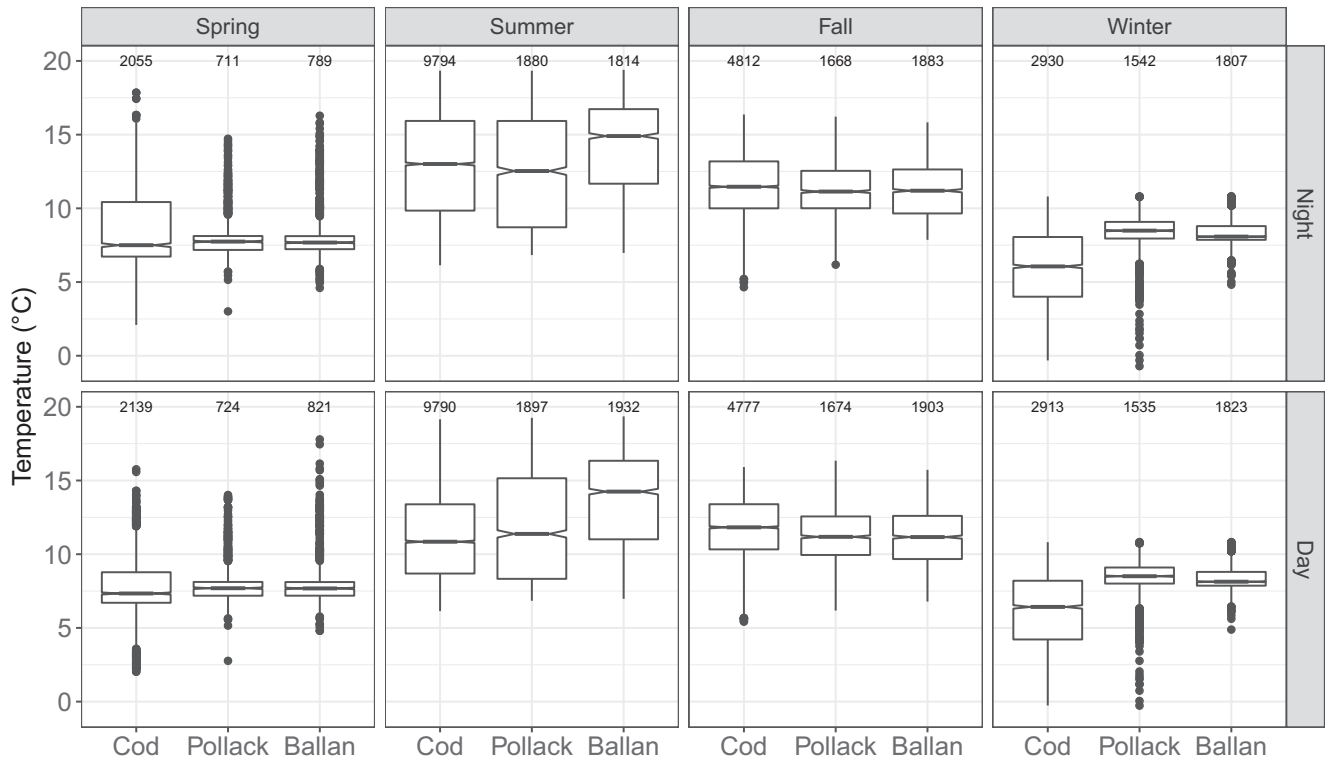 Spring Summer Fall Winter
20 2055 711 789 9794 1880 1814 4812 1668 1883 2930 1542 1807
15
10
5
0
Night
Temperature (°C)
20 2139 724 821 9790 1897 1932 4777 1674 1903 2913 1535 1823
15
10
5
0
Day
Cod Pollack Ballan Cod Pollack Ballan Cod Pollack Ballan Cod Pollack Ballan